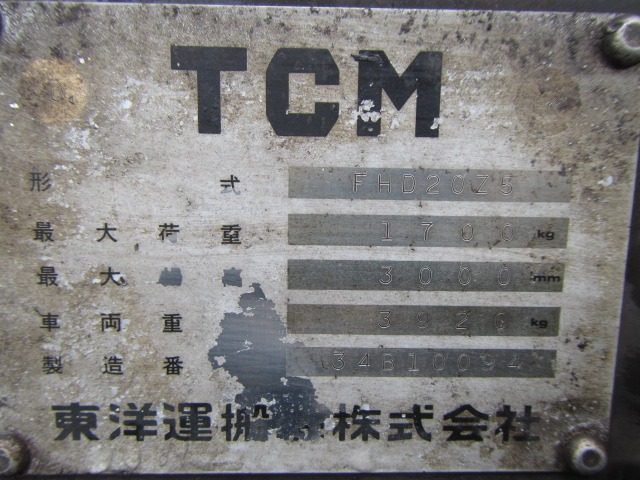 TCM
形 式 FHD20Z5
最大荷重 1700 kg
最大 3000 mm
車両重 3920 kg
製造番 34B10094
東洋運搬 株式会社